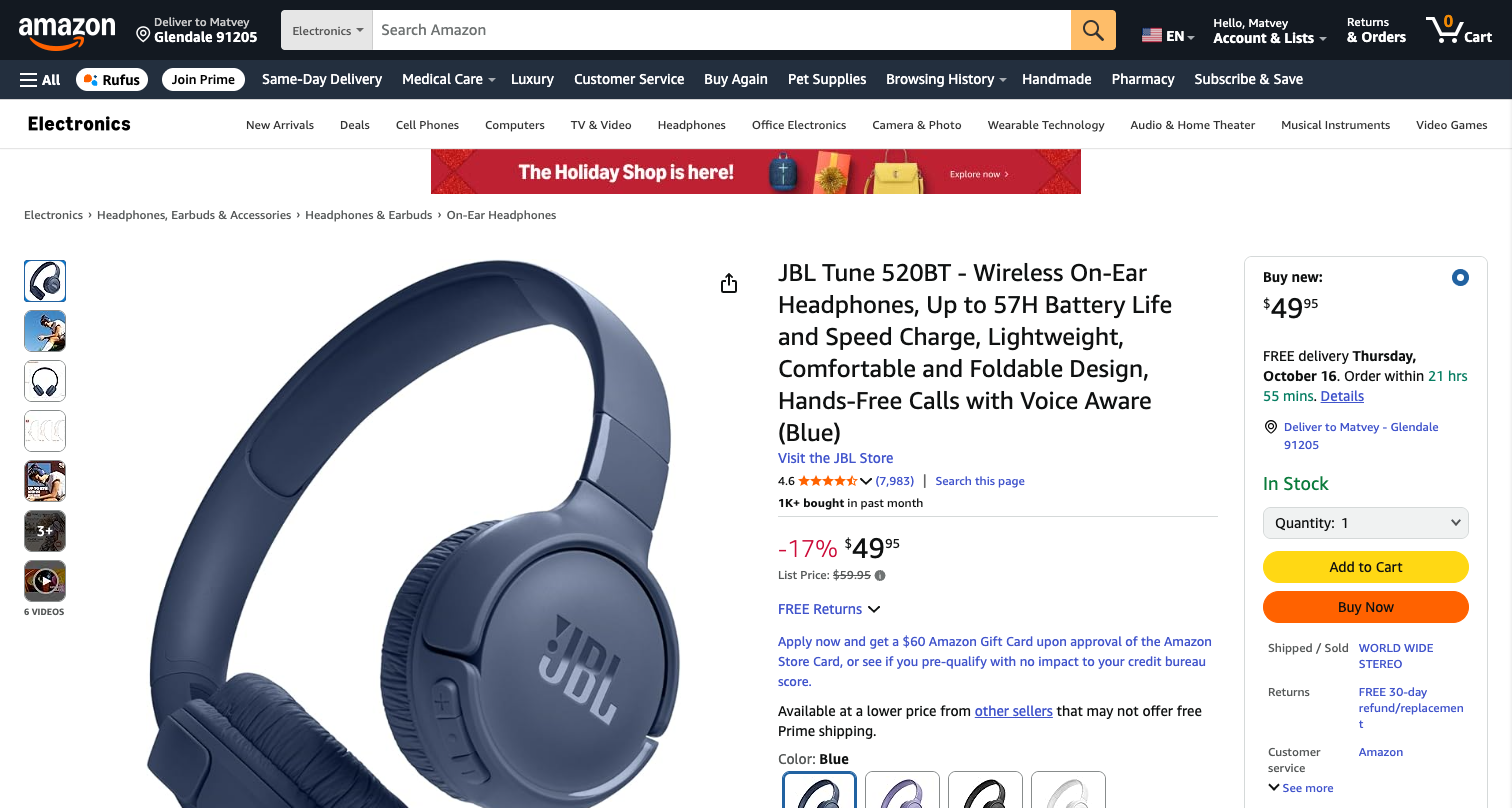 amazon
Deliver to Matvey
Glendale 91205
Electronics
Search Amazon
EN
Hello, Matvey
Account & Lists
Returns
& Orders
0
Cart
All
Rufus
Join Prime
Same-Day Delivery
Medical Care
Luxury
Customer Service
Buy Again
Pet Supplies
Browsing History
Handmade
Pharmacy
Subscribe & Save
Electronics
New Arrivals
Deals
Cell Phones
Computers
TV & Video
Headphones
Office Electronics
Camera & Photo
Wearable Technology
Audio & Home Theater
Musical Instruments
Video Games
The Holiday Shop is here!
Explore now ›
Electronics › Headphones, Earbuds & Accessories › Headphones & Earbuds › On-Ear Headphones
3+
6 VIDEOS
JBL
JBL Tune 520BT - Wireless On-Ear
Headphones, Up to 57H Battery Life
and Speed Charge, Lightweight,
Comfortable and Foldable Design,
Hands-Free Calls with Voice Aware
(Blue)
Visit the JBL Store
4.6 (7,983) | Search this page
1K+ bought in past month
-17% $49 95
List Price: $59.95
FREE Returns
Apply now and get a $60 Amazon Gift Card upon approval of the Amazon
Store Card, or see if you pre-qualify with no impact to your credit bureau
score.
Available at a lower price from other sellers that may not offer free
Prime shipping.
Color: Blue
Buy new:
$49 95
FREE delivery Thursday,
October 16. Order within 21 hrs
55 mins. Details
Deliver to Matvey - Glendale
91205
In Stock
Quantity: 1
Add to Cart
Buy Now
Shipped / Sold
WORLD WIDE
STEREO
Returns
FREE 30-day
refund/replacemen
t
Customer
service
Amazon
See more